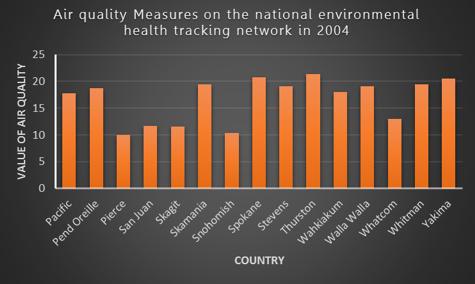 Air quality Measures on the national environmental
health tracking network in 2004
VALUE OF AIR QUALITY
25
20
15
10
5
0
Pacific
Pend Oreille
Pierce
San Juan
Skagit
Skamania
Snohomish
Spokane
Stevens
Thurston
Wahkiakum
Walla Walla
Whatcom
Whitman
Yakima
COUNTRY